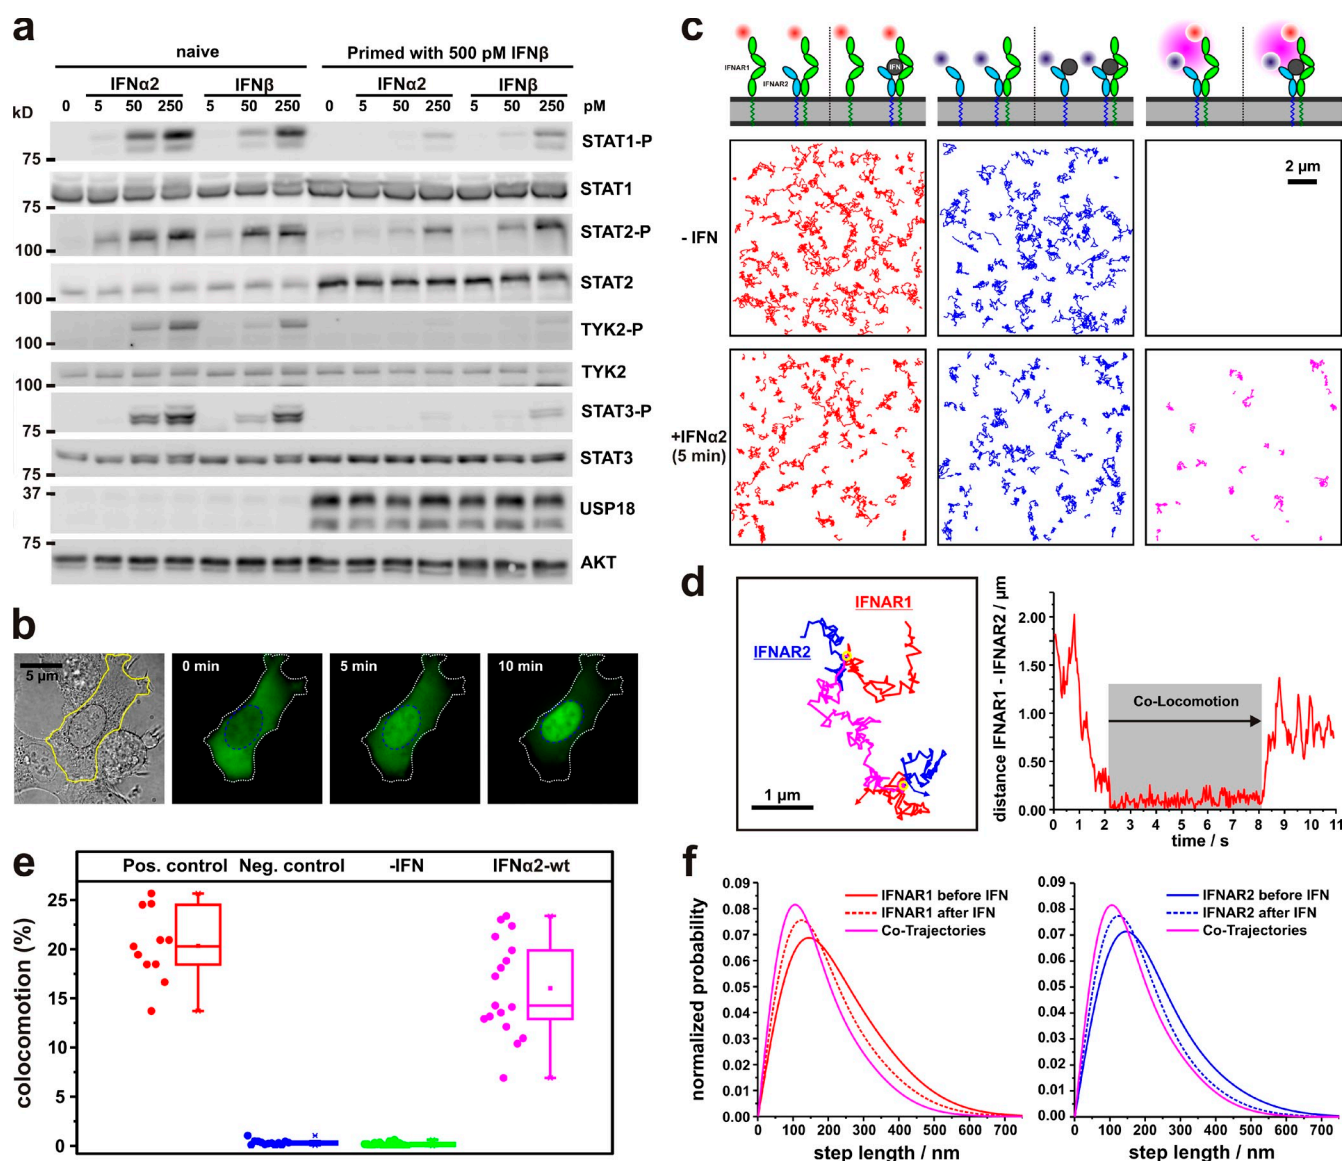 a
naive
Primed with 500 pM IFNβ
IFNα2
IFNβ
IFNα2
IFNβ
kD
0 5 50 250 5 50 250 0 5 50 250 5 50 250 pM
STAT1-P
75
STAT1
75
STAT2-P
100
STAT2
100
TYK2-P
100
TYK2
100
STAT3-P
75
STAT3
75
37
USP18
75
AKT
b
5 µm
0 min
5 min
10 min
c
IFNAR1
IFNAR2
IFN
- IFN
2 µm
+IFNα2
(5 min)
d
IFNAR1
IFNAR2
1 µm
distance IFNAR1 - IFNAR2 / µm
2.00
1.50
1.00
0.50
0.00
Co-Locomotion
0 1 2 3 4 5 6 7 8 9 10 11
time / s
e
Pos. control
Neg. control
-IFN
IFNα2-wt
colocomotion (%)
25
20
15
10
5
0
f
normalized probability
0.09
0.08
0.07
0.06
0.05
0.04
0.03
0.02
0.01
0.00
IFNAR1 before IFN
IFNAR1 after IFN
Co-Trajectories
0 100 200 300 400 500 600 700
step length / nm
0.09
0.08
0.07
0.06
0.05
0.04
0.03
0.02
0.01
0.00
IFNAR2 before IFN
IFNAR2 after IFN
Co-Trajectories
0 100 200 300 400 500 600 700
step length / nm